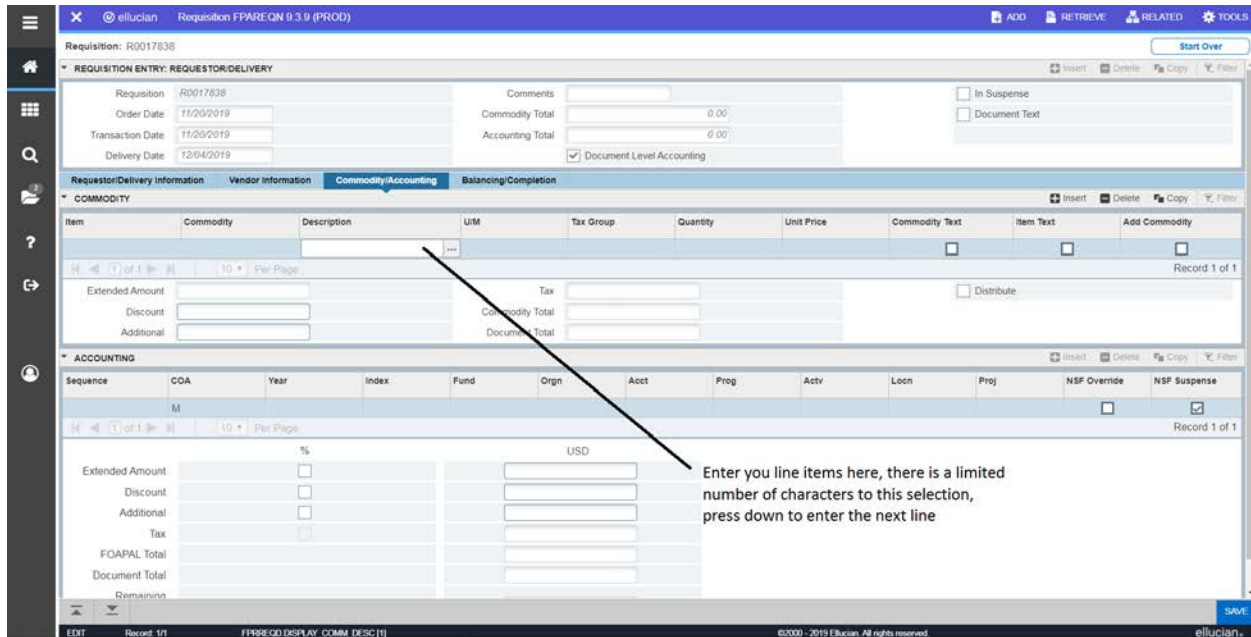 ellucian Requisition FPAREQN 9.3.9 (PROD) ADD RETRIEVE RELATED TOOLS
Requisition: R0017838 Start Over
REQUISITION ENTRY: REQUESTOR/DELIVERY Insert Delete Copy Filter
Requisition R0017838 Comments In Suspense
Order Date 11/20/2019 Commodity Total 0.00 Document Text
Transaction Date 11/20/2019 Accounting Total 0.00
Delivery Date 12/04/2019 Document Level Accounting
Requestor/Delivery Information Vendor Information Commodity/Accounting Balancing/Completion
COMMODITY Insert Delete Copy Filter
Item Commodity Description U/M Tax Group Quantity Unit Price Commodity Text Item Text Add Commodity
...
1 of 1 10 Per Page Record 1 of 1
Extended Amount Tax Distribute
Discount Commodity Total
Additional Document Total
ACCOUNTING Insert Delete Copy Filter
Sequence COA Year Index Fund Orgn Acct Prog Actv Locn Proj NSF Override NSF Suspense
M
1 of 1 10 Per Page Record 1 of 1
% USD
Extended Amount
Discount
Additional
Tax
FOAPAL Total
Document Total
Remaining
Enter you line items here, there is a limited
number of characters to this selection,
press down to enter the next line
SAVE
EDIT Record: 1/1 FPRREQD.DISPLAY_COMM_DESC [1] ©2000 - 2019 Ellucian. All rights reserved. ellucian
2
?